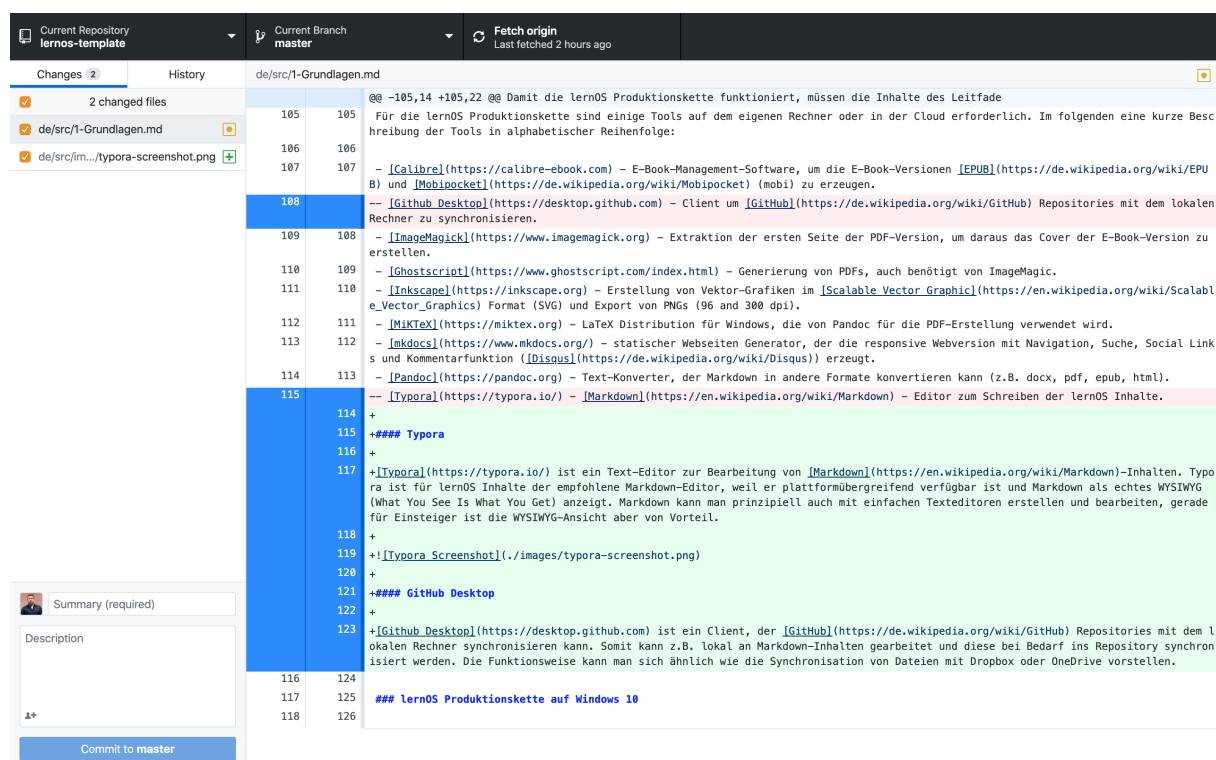 Current Repository
lernos-template
Current Branch
master
Fetch origin
Last fetched 2 hours ago
Changes 2
History
de/src/1-Grundlagen.md
2 changed files
de/src/1-Grundlagen.md
de/src/im.../typora-screenshot.png
@@ -105,14 +105,22 @@ Damit die lernOS Produktionskette funktioniert, müssen die Inhalte des Leitfade
105 105 Für die lernOS Produktionskette sind einige Tools auf dem eigenen Rechner oder in der Cloud erforderlich. Im folgenden eine kurze Besc
hreibung der Tools in alphabetischer Reihenfolge:
106 106
107 107 - [Calibre](https://calibre-ebook.com) - E-Book-Management-Software, um die E-Book-Versionen [EPUB](https://de.wikipedia.org/wiki/EPU
B) und [Mobipocket](https://de.wikipedia.org/wiki/Mobipocket) (mobi) zu erzeugen.
108 -- [Github Desktop](https://desktop.github.com) - Client um [GitHub](https://de.wikipedia.org/wiki/GitHub) Repositories mit dem lokalen
Rechner zu synchronisieren.
109 108 - [ImageMagick](https://www.imagemagick.org) - Extraktion der ersten Seite der PDF-Version, um daraus das Cover der E-Book-Version zu
erstellen.
110 109 - [Ghostscript](https://www.ghostscript.com/index.html) - Generierung von PDFs, auch benötigt von ImageMagic.
111 110 - [Inkscape](https://inkscape.org) - Erstellung von Vektor-Grafiken im [Scalable Vector Graphic](https://en.wikipedia.org/wiki/Scalabl
e_Vector_Graphics) Format (SVG) und Export von PNGs (96 and 300 dpi).
112 111 - [MiKTeX](https://miktex.org) - LaTeX Distribution für Windows, die von Pandoc für die PDF-Erstellung verwendet wird.
113 112 - [mkdocs](https://www.mkdocs.org/) - statischer Webseiten Generator, der die responsive Webversion mit Navigation, Suche, Social Link
s und Kommentarfunktion ([Disqus](https://de.wikipedia.org/wiki/Disqus)) erzeugt.
114 113 - [Pandoc](https://pandoc.org) - Text-Konverter, der Markdown in andere Formate konvertieren kann (z.B. docx, pdf, epub, html).
115 -- [Typora](https://typora.io/) - [Markdown](https://en.wikipedia.org/wiki/Markdown) - Editor zum Schreiben der lernOS Inhalte.
114 +
115 +#### Typora
116 +
117 +[Typora](https://typora.io/) ist ein Text-Editor zur Bearbeitung von [Markdown](https://en.wikipedia.org/wiki/Markdown)-Inhalten. Typo
ra ist für lernOS Inhalte der empfohlene Markdown-Editor, weil er plattformübergreifend verfügbar ist und Markdown als echtes WYSIWYG
(What You See Is What You Get) anzeigt. Markdown kann man prinzipiell auch mit einfachen Texteditoren erstellen und bearbeiten, gerade
für Einsteiger ist die WYSIWYG-Ansicht aber von Vorteil.
118 +
119 +![Typora Screenshot](./images/typora-screenshot.png)
120 +
121 +#### GitHub Desktop
122 +
123 +[Github Desktop](https://desktop.github.com) ist ein Client, der [GitHub](https://de.wikipedia.org/wiki/GitHub) Repositories mit dem l
okalen Rechner synchronisieren kann. Somit kann z.B. lokal an Markdown-Inhalten gearbeitet und diese bei Bedarf ins Repository synchron
isiert werden. Die Funktionsweise kann man sich ähnlich wie die Synchronisation von Dateien mit Dropbox oder OneDrive vorstellen.
116 124
117 125 ### lernOS Produktionskette auf Windows 10
118 126
Summary (required)
Description
Commit to master